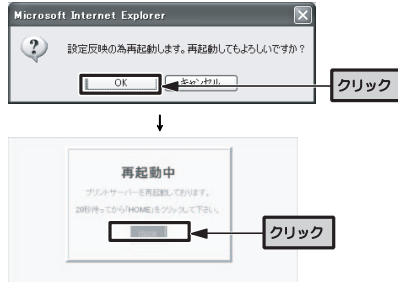 Microsoft Internet Explorer
設定反映の為再起動します。再起動してもよろしいですか？
OK
キャンセル
クリック
再起動中
プリントサーバーを再起動しております。
20秒待ってから「HOME」をクリックして下さい。
クリック